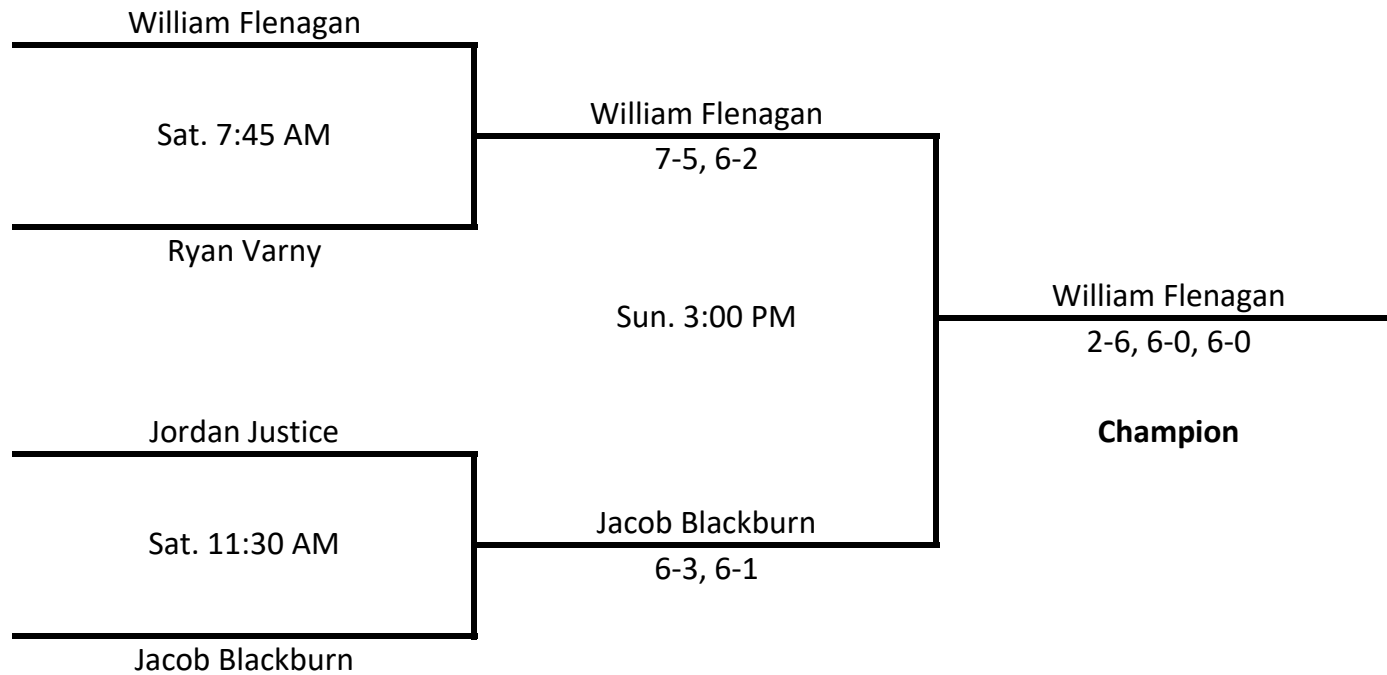 William Flenagan
Sat. 7:45 AM
Ryan Varny
William Flenagan
7-5, 6-2
Sun. 3:00 PM
William Flenagan
2-6, 6-0, 6-0
Champion
Jordan Justice
Sat. 11:30 AM
Jacob Blackburn
Jacob Blackburn
6-3, 6-1